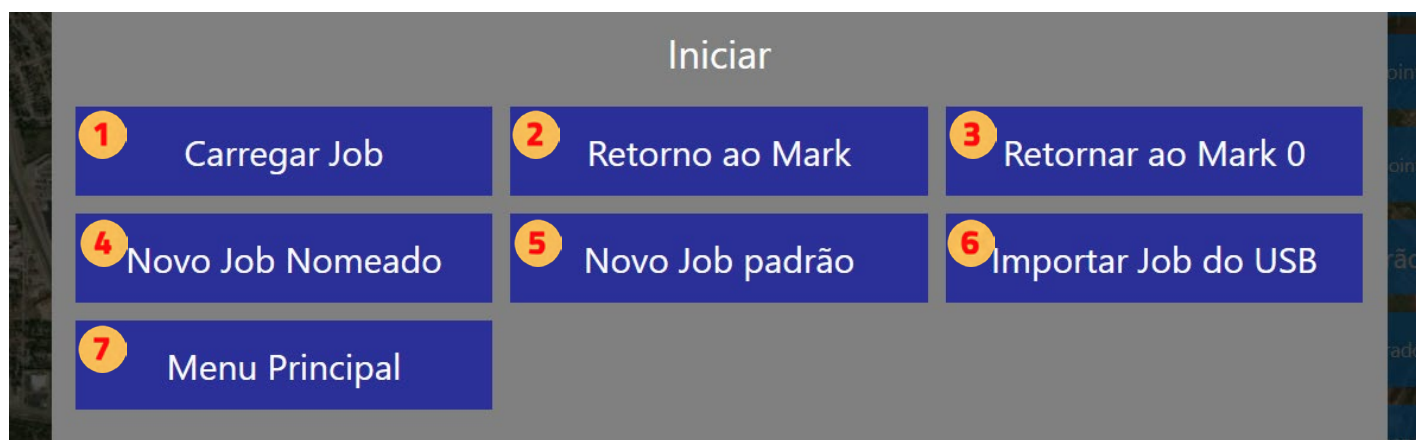 Iniciar
1 Carregar Job
2 Retorno ao Mark
3 Retornar ao Mark 0
4 Novo Job Nomeado
5 Novo Job padrão
6 Importar Job do USB
7 Menu Principal